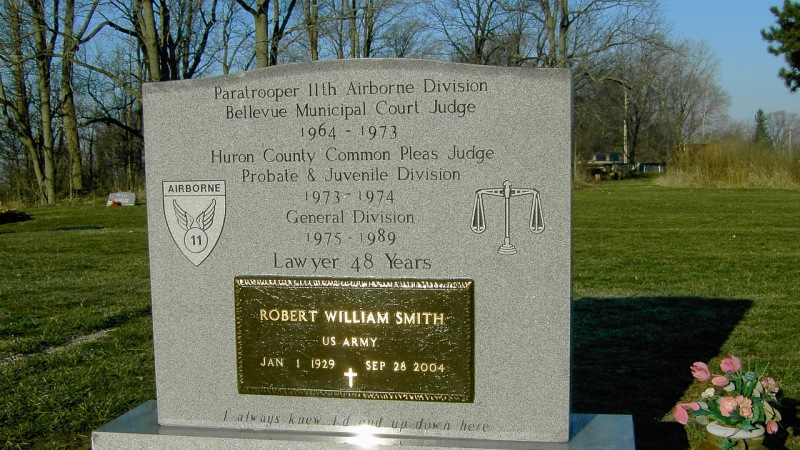 Paratrooper 11th Airborne Division
Bellevue Municipal Court Judge
1964 - 1973
Huron County Common Pleas Judge
Probate & Juvenile Division
1973 - 1974
General Division
1975 - 1989
Lawyer 48 Years
AIRBORNE
11
ROBERT WILLIAM SMITH
US ARMY
JAN 1 1929 SEP 28 2004
I always knew I'd end up down here